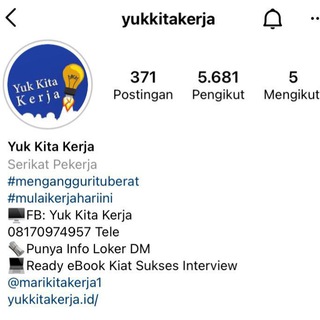 yukkitakerja
Yuk Kita
Kerja
371 5.681 5
Postingan Pengikut Mengikuti
Yuk Kita Kerja
Serikat Pekerja
#menganggurituberat
#mulaikerjahariini
🖥️FB: Yuk Kita Kerja
08170974957 Tele
🗞️Punya Info Loker DM
💻Ready eBook Kiat Sukses Interview
@marikitakerja1
yukkitakerja.id/